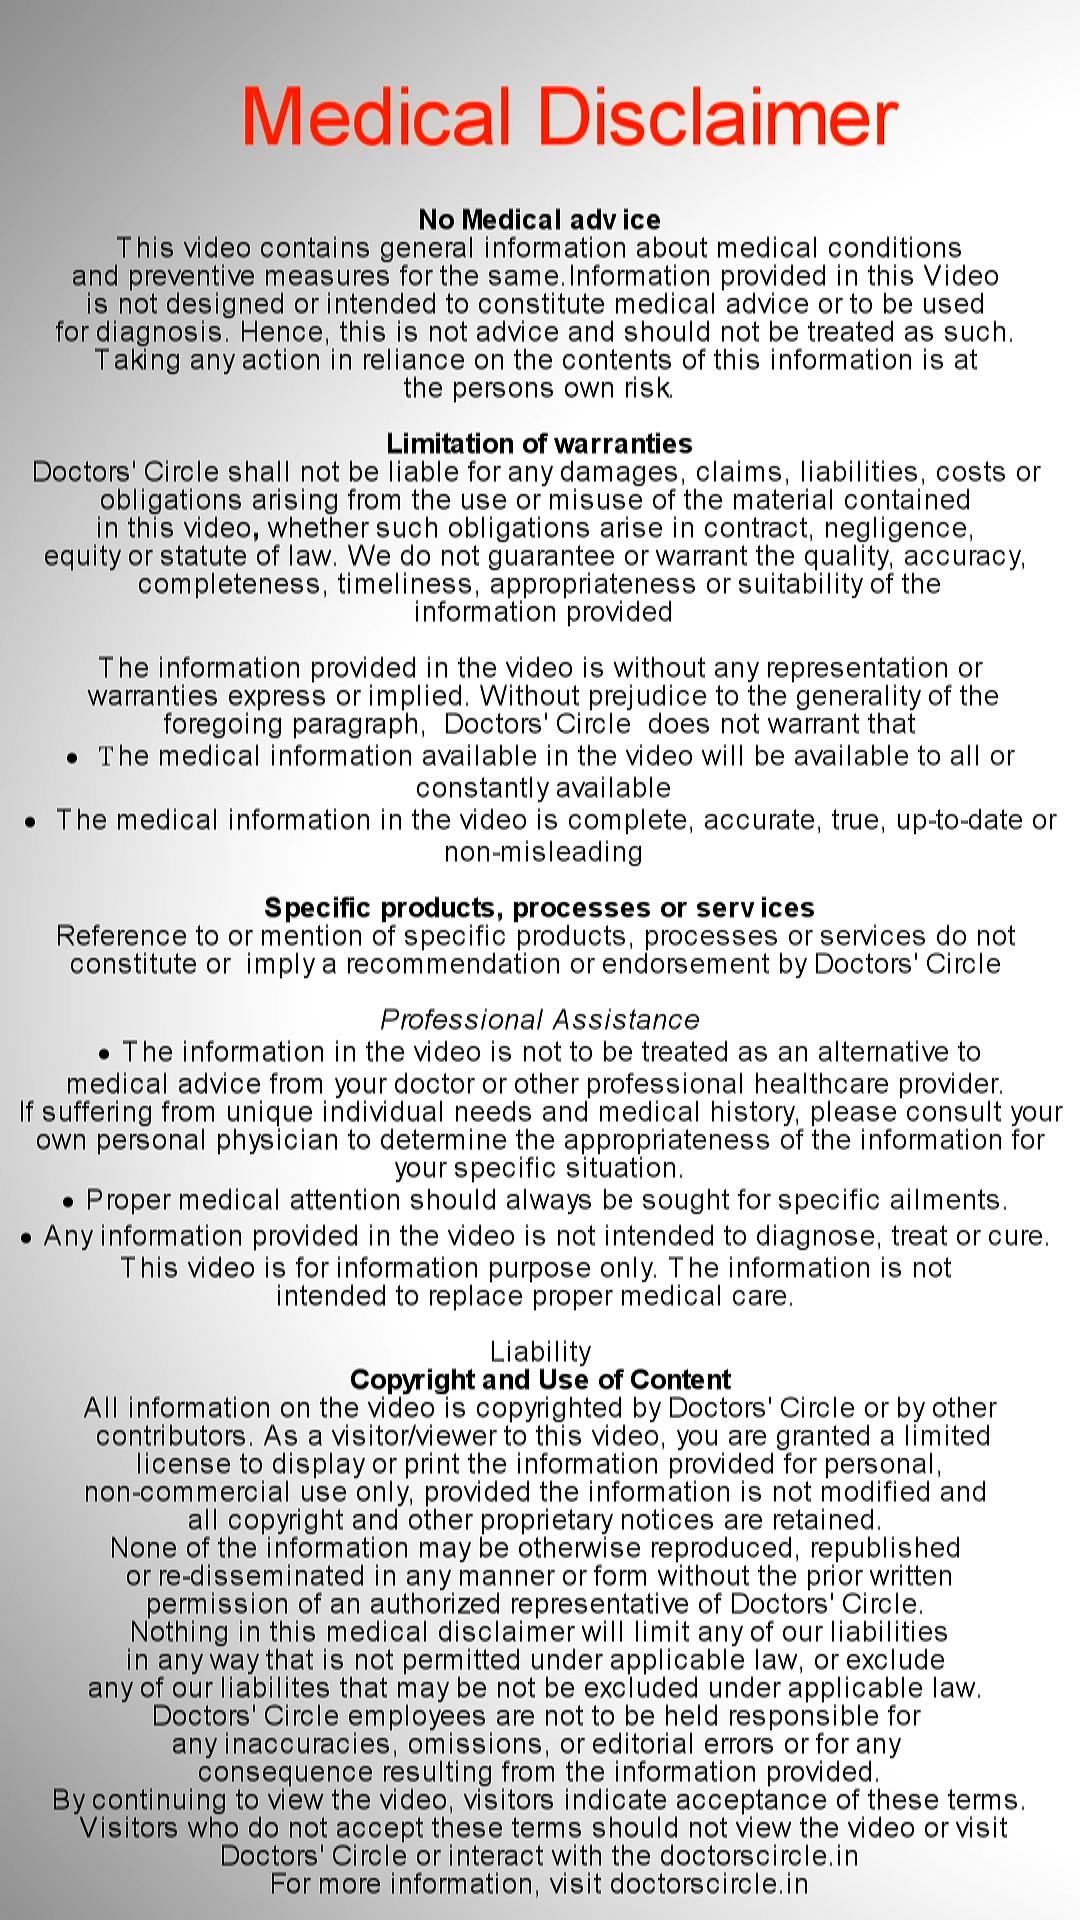 Medical Disclaimer
No Medical advice
This video contains general information about medical conditions
and preventive measures for the same.Information provided in this Video
is not designed or intended to constitute medical advice or to be used
for diagnosis. Hence, this is not advice and should not be treated as such.
Taking any action in reliance on the contents of this information is at
the persons own risk.
Limitation of warranties
Doctors' Circle shall not be liable for any damages, claims, liabilities, costs or
obligations arising from the use or misuse of the material contained
in this video, whether such obligations arise in contract, negligence,
equity or statute of law. We do not guarantee or warrant the quality, accuracy,
completeness, timeliness, appropriateness or suitability of the
information provided
The information provided in the video is without any representation or
warranties express or implied. Without prejudice to the generality of the
foregoing paragraph,  Doctors' Circle  does not warrant that
• The medical information available in the video will be available to all or
constantly available
• The medical information in the video is complete, accurate, true, up-to-date or
non-misleading
Specific products, processes or services
Reference to or mention of specific products, processes or services do not
constitute or  imply a recommendation or endorsement by Doctors' Circle
Professional Assistance
• The information in the video is not to be treated as an alternative to
medical advice from your doctor or other professional healthcare provider.
If suffering from unique individual needs and medical history, please consult your
own personal physician to determine the appropriateness of the information for
your specific situation.
• Proper medical attention should always be sought for specific ailments.
• Any information provided in the video is not intended to diagnose, treat or cure.
This video is for information purpose only. The information is not
intended to replace proper medical care.
Liability
Copyright and Use of Content
All information on the video is copyrighted by Doctors' Circle or by other
contributors. As a visitor/viewer to this video, you are granted a limited
license to display or print the information provided for personal,
non-commercial use only, provided the information is not modified and
all copyright and other proprietary notices are retained.
None of the information may be otherwise reproduced, republished
or re-disseminated in any manner or form without the prior written
permission of an authorized representative of Doctors' Circle.
Nothing in this medical disclaimer will limit any of our liabilities
in any way that is not permitted under applicable law, or exclude
any of our liabilites that may be not be excluded under applicable law.
Doctors' Circle employees are not to be held responsible for
any inaccuracies, omissions, or editorial errors or for any
consequence resulting from the information provided.
By continuing to view the video, visitors indicate acceptance of these terms.
Visitors who do not accept these terms should not view the video or visit
Doctors' Circle or interact with the doctorscircle.in
For more information, visit doctorscircle.in